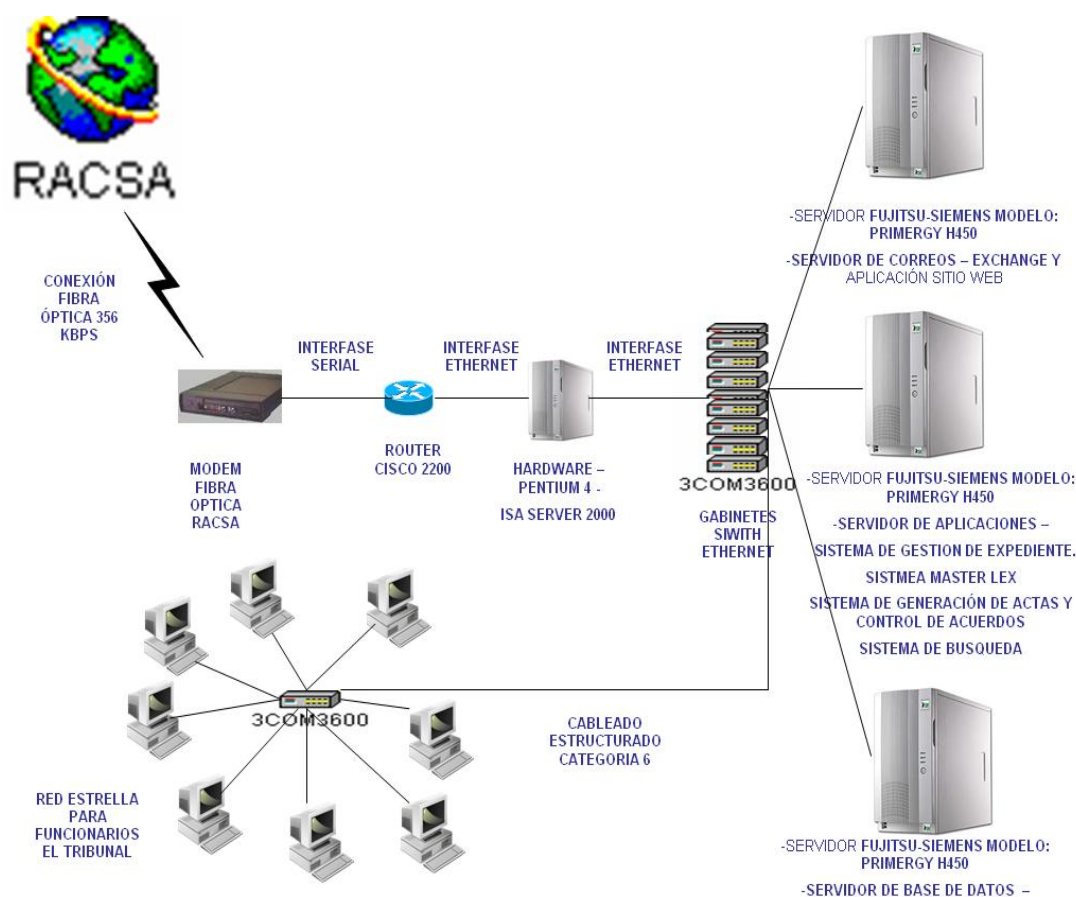 RACSA
CONEXIÓN
FIBRA
ÓPTICA 356
KBPS
INTERFASE
SERIAL
INTERFASE
ETHERNET
INTERFASE
ETHERNET
MODEM
FIBRA
OPTICA
RACSA
ROUTER
CISCO 2200
HARDWARE –
PENTIUM 4 -
ISA SERVER 2000
3COM3600
GABINETES
SIWITH
ETHERNET
-SERVIDOR FUJITSU-SIEMENS MODELO:
PRIMERGY H450
-SERVIDOR DE CORREOS – EXCHANGE Y
APLICACIÓN SITIO WEB
-SERVIDOR FUJITSU-SIEMENS MODELO:
PRIMERGY H450
-SERVIDOR DE APLICACIONES –
SISTEMA DE GESTION DE EXPEDIENTE.
SISTMEA MASTER LEX
SISTEMA DE GENERACIÓN DE ACTAS Y
CONTROL DE ACUERDOS
SISTEMA DE BUSQUEDA
3COM3600
CABLEADO
ESTRUCTURADO
CATEGORIA 6
RED ESTRELLA
PARA
FUNCIONARIOS
EL TRIBUNAL
-SERVIDOR FUJITSU-SIEMENS MODELO:
PRIMERGY H450
-SERVIDOR DE BASE DE DATOS –